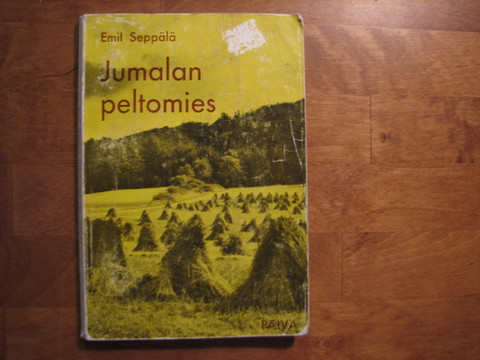 Emil Seppälä
Jumalan
peltomies
PÄIVÄ